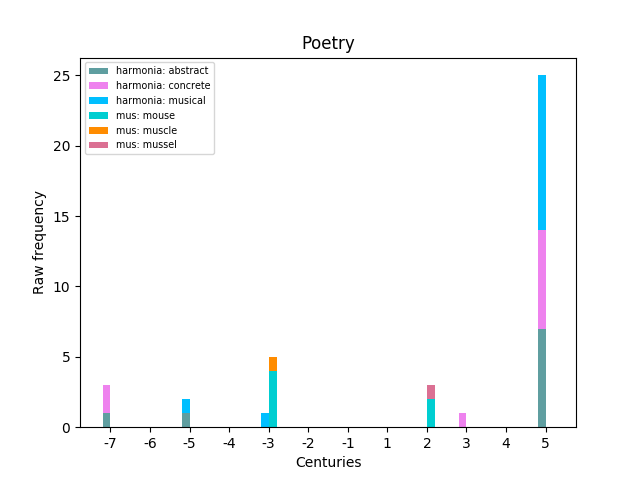 Poetry
harmonia: abstract
harmonia: concrete
harmonia: musical
mus: mouse
mus: muscle
mus: mussel
25
20
15
10
5
0
Raw frequency
-7 -6 -5 -4 -3 -2 -1 1 2 3 4 5
Centuries